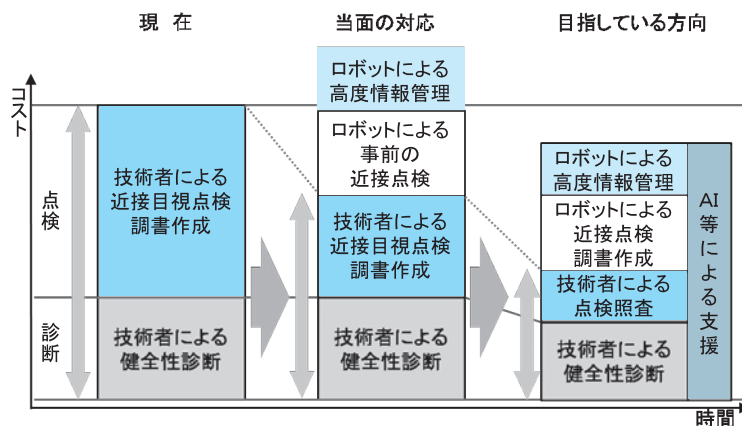 現 在
当面の対応
目指している方向
コスト
点検
診断
技術者による
近接目視点検
調書作成
技術者による
健全性診断
ロボットによる
高度情報管理
ロボットによる
事前の
近接点検
技術者による
近接目視点検
調書作成
技術者による
健全性診断
ロボットによる
高度情報管理
ロボットによる
近接点検
調書作成
技術者による
点検照査
技術者による
健全性診断
AI等による支援
時間